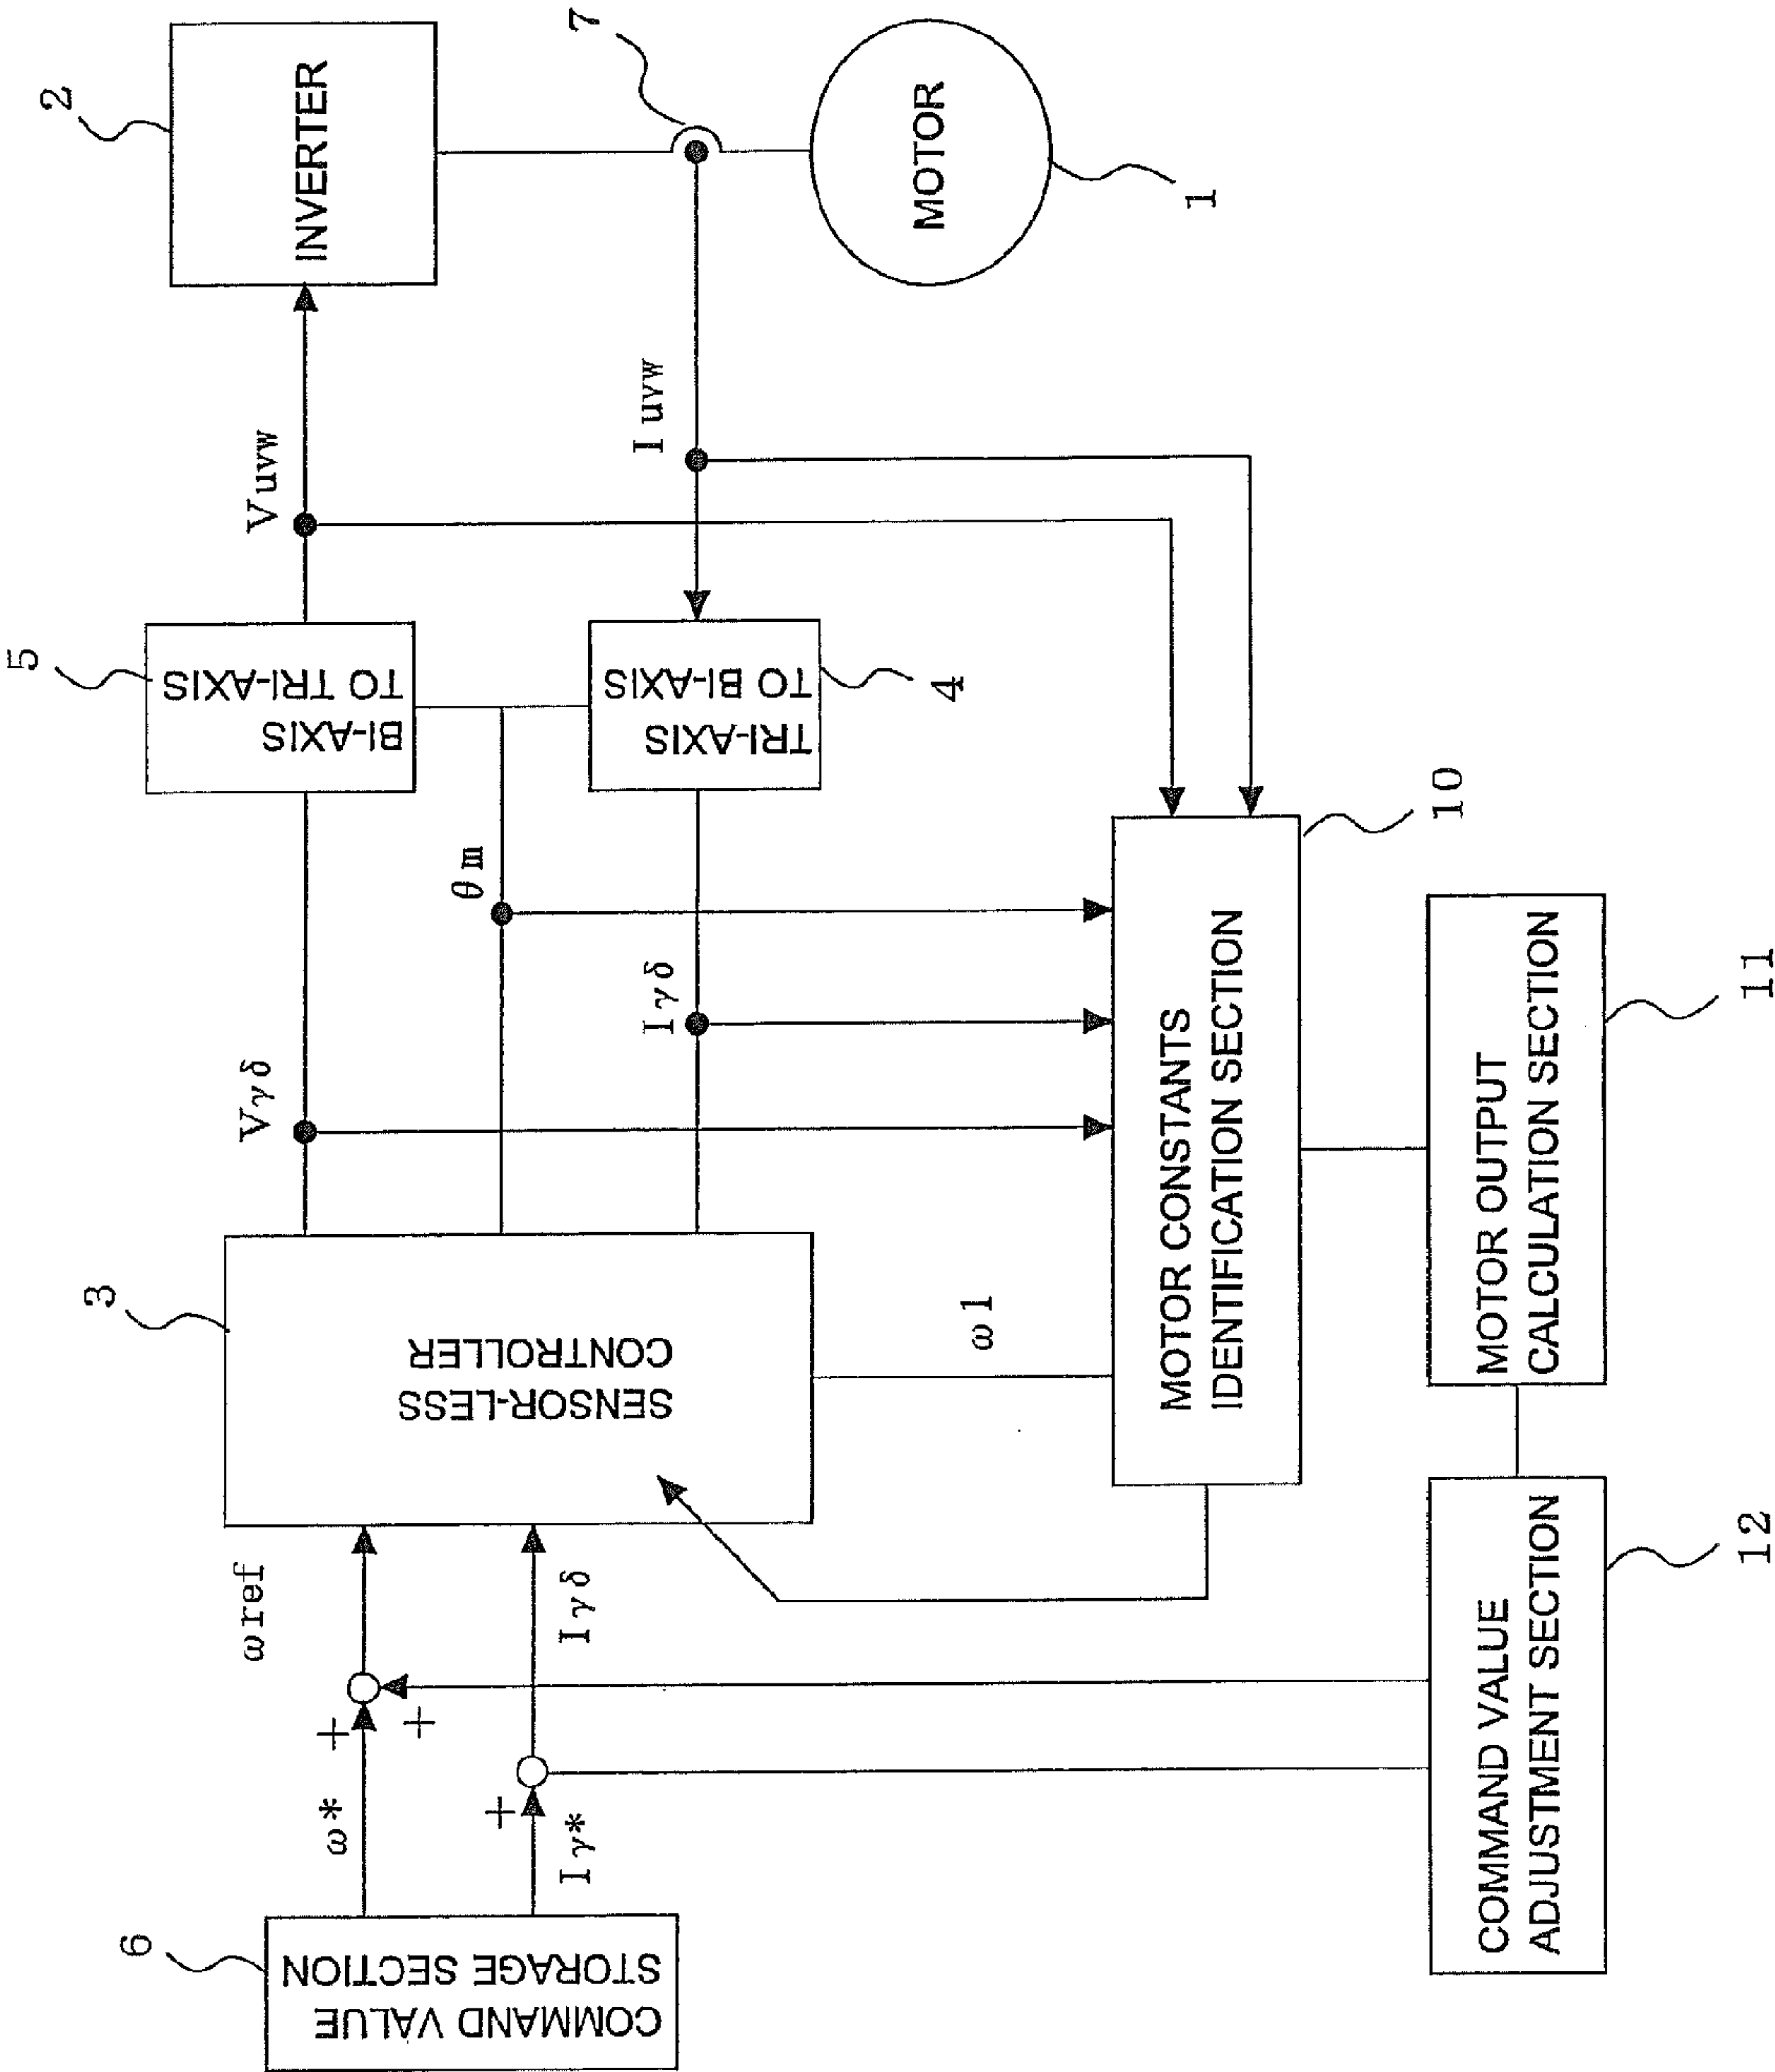 2
INVERTER
7
MOTOR
1
Vuvw
Iuvw
5
BI-AXIS
TO TRI-AXIS
TRI-AXIS
TO BI-AXIS
4
θm
Vγδ
Iγδ
10
MOTOR CONSTANTS
IDENTIFICATION SECTION
MOTOR OUTPUT
CALCULATION SECTION
11
3
SENSOR-LESS
CONTROLLER
ω1
ωref
Iγδ
+
+
+
ω*
Iγ*
6
COMMAND VALUE
STORAGE SECTION
COMMAND VALUE
ADJUSTMENT SECTION
12